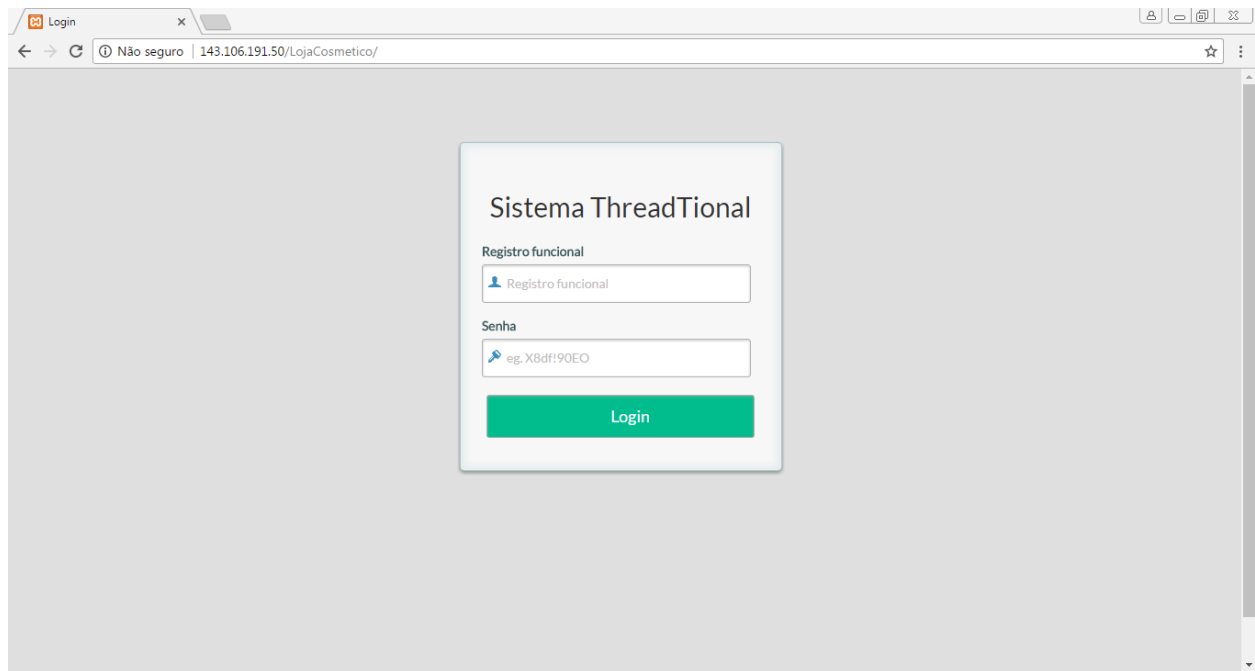 Login
Não seguro | 143.106.191.50/LojaCosmetico/
Sistema ThreadTional
Registro funcional
Registro funcional
Senha
eg. X8df!90EO
Login